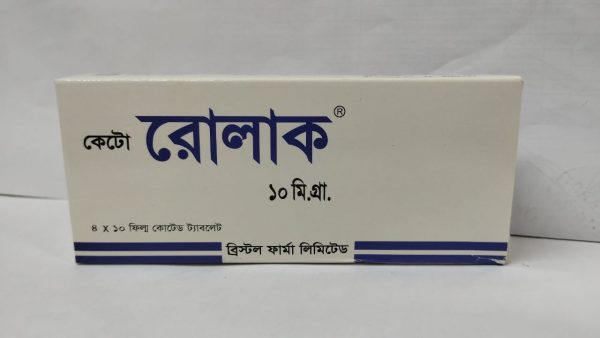 কেটো রোলাক®
১০ মি.গ্রা.
৪ X ১০ ফিল্ম কোটেড ট্যাবলেট
ব্রিস্টল ফার্মা লিমিটেড